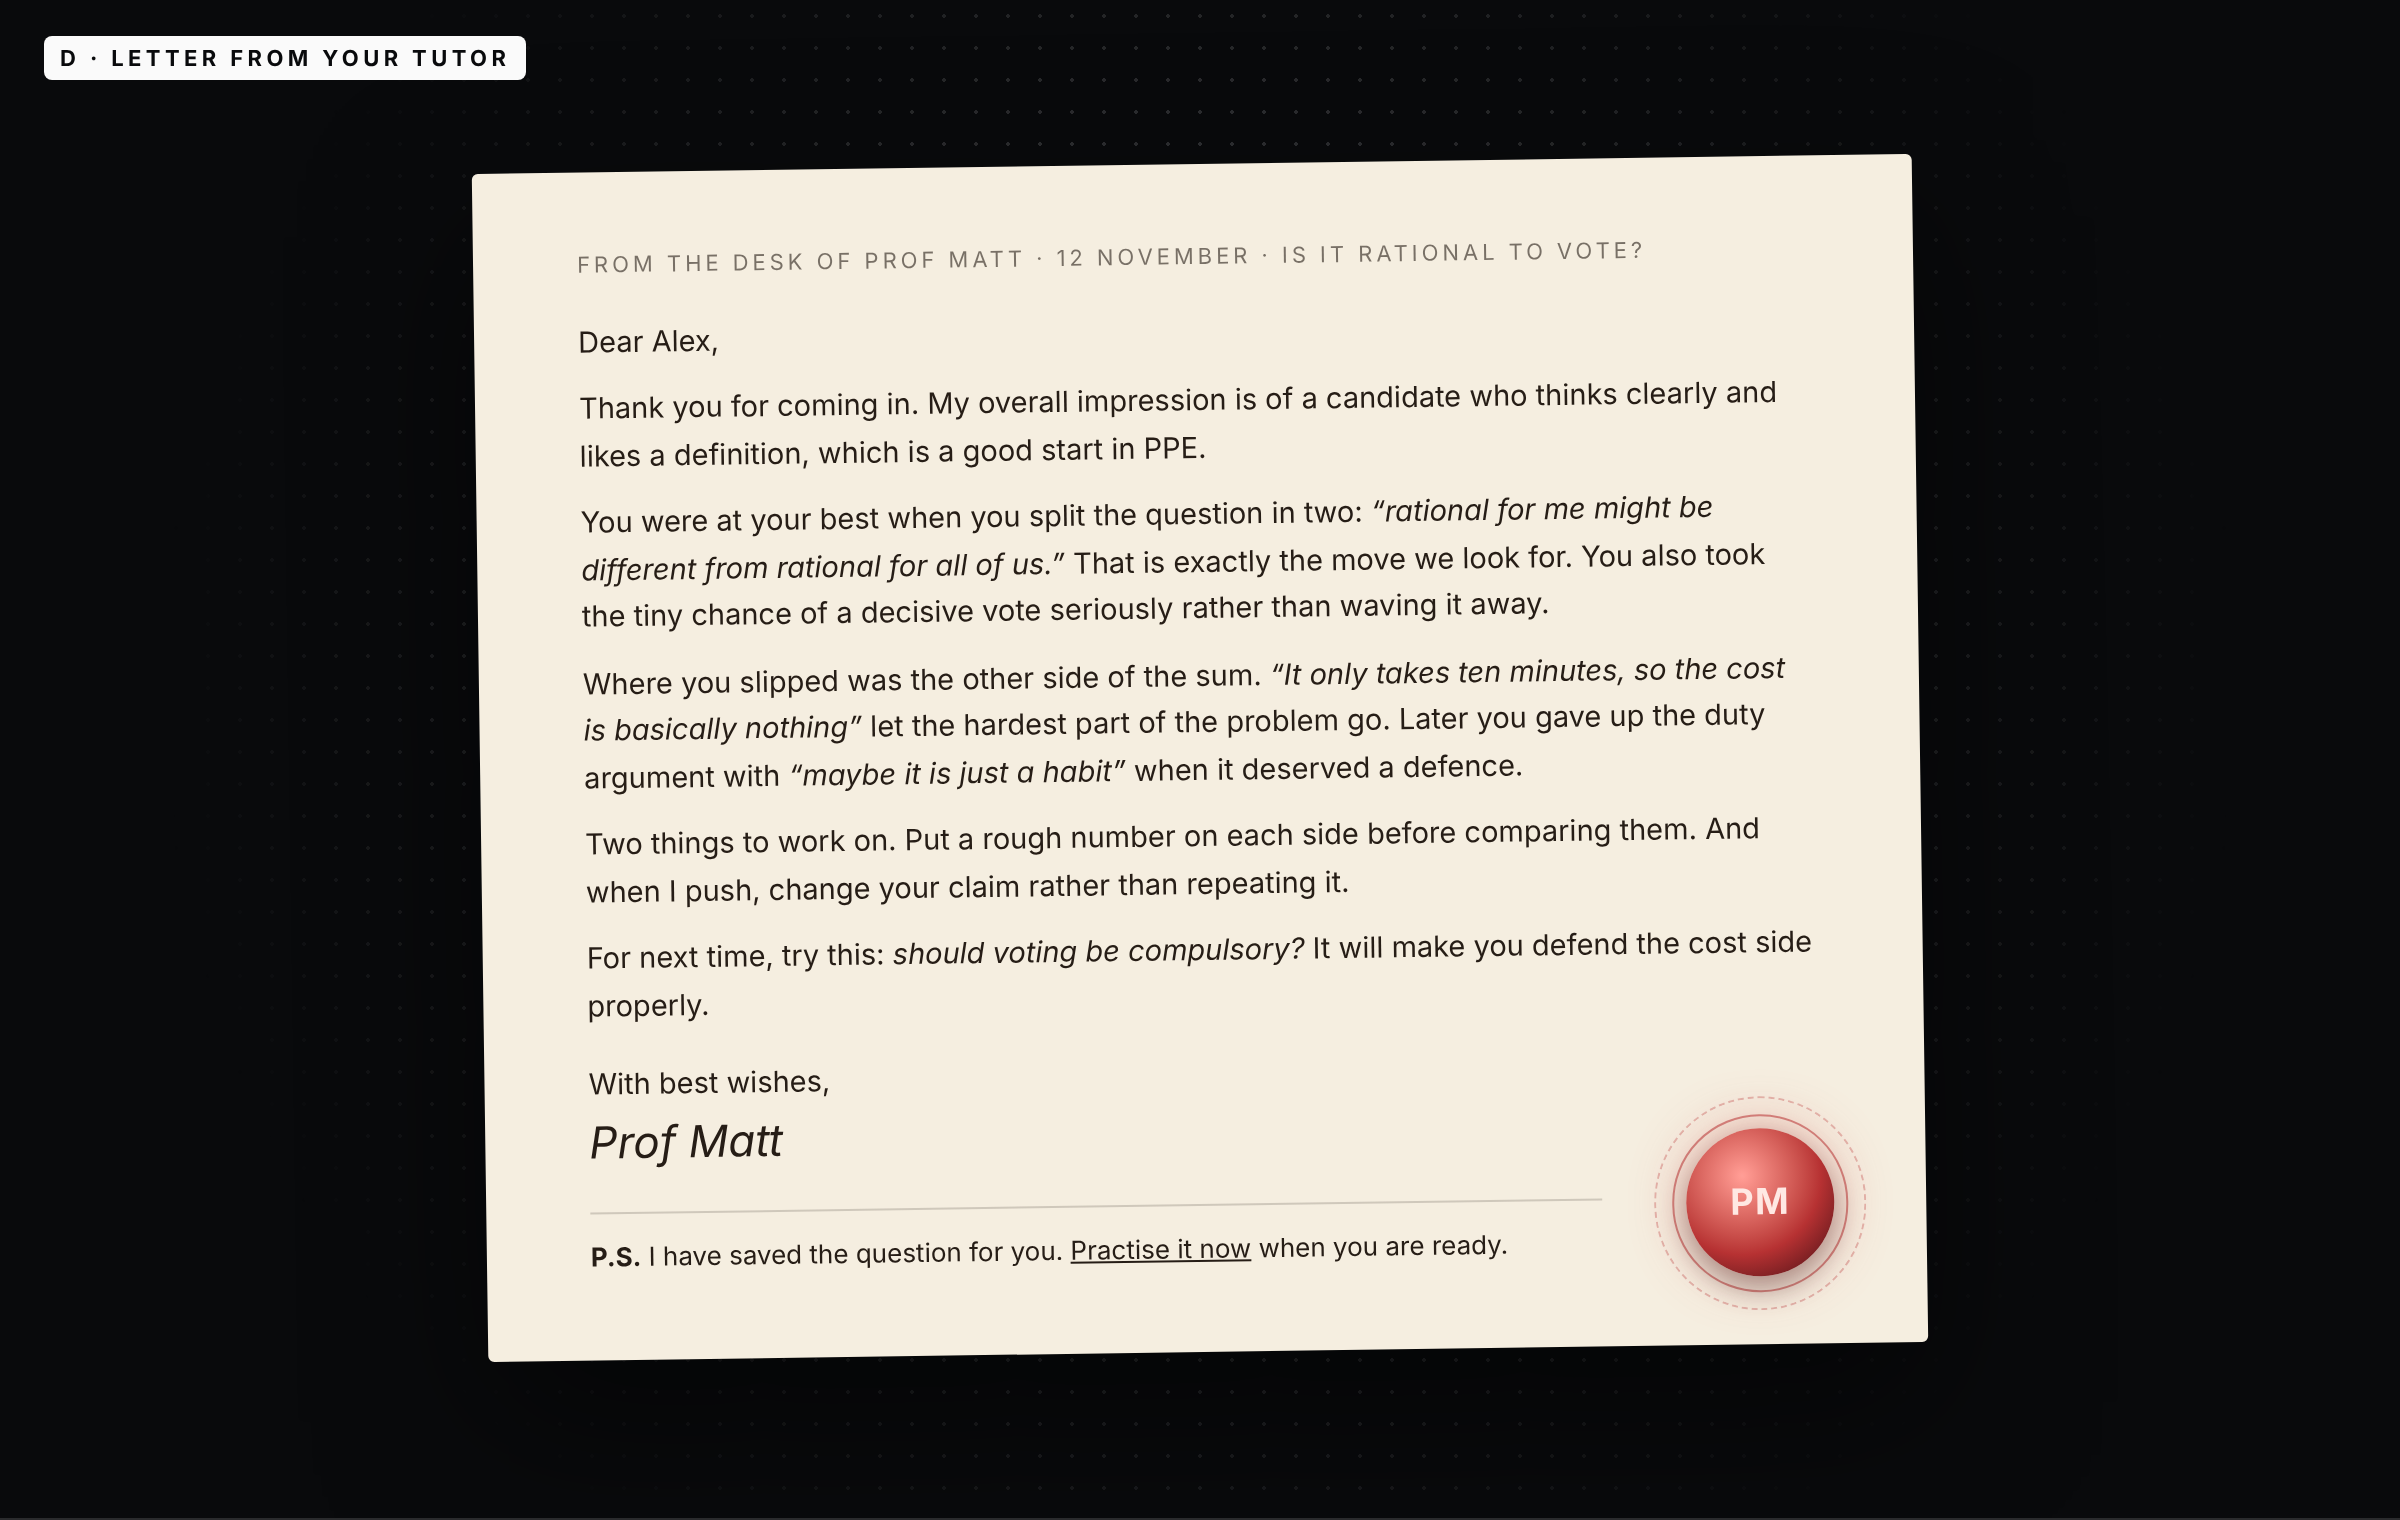 D · LETTER FROM YOUR TUTOR
FROM THE DESK OF PROF MATT · 12 NOVEMBER · IS IT RATIONAL TO VOTE?
Dear Alex,
Thank you for coming in. My overall impression is of a candidate who thinks clearly and
likes a definition, which is a good start in PPE.
You were at your best when you split the question in two: “rational for me might be
different from rational for all of us.” That is exactly the move we look for. You also took
the tiny chance of a decisive vote seriously rather than waving it away.
Where you slipped was the other side of the sum. “It only takes ten minutes, so the cost
is basically nothing” let the hardest part of the problem go. Later you gave up the duty
argument with “maybe it is just a habit” when it deserved a defence.
Two things to work on. Put a rough number on each side before comparing them. And
when I push, change your claim rather than repeating it.
For next time, try this: should voting be compulsory? It will make you defend the cost side
properly.
With best wishes,
Prof Matt
PM
P.S. I have saved the question for you. Practise it now when you are ready.